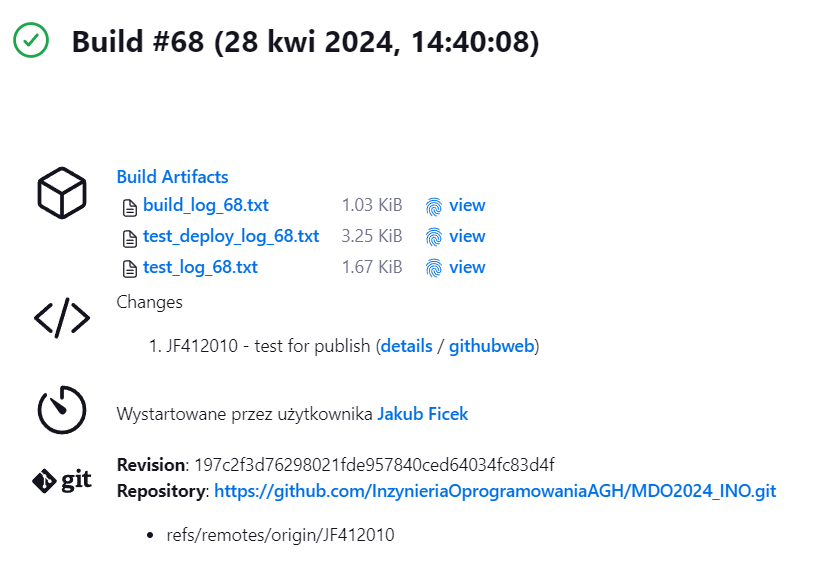 Build #68 (28 kwi 2024, 14:40:08)
Build Artifacts
build_log_68.txt 1.03 KiB view
test_deploy_log_68.txt 3.25 KiB view
test_log_68.txt 1.67 KiB view
Changes
1. JF412010 - test for publish (details / githubweb)
Wystartowane przez użytkownika Jakub Ficek
git
Revision: 197c2f3d76298021fde957840ced64034fc83d4f
Repository: https://github.com/InzynieriaOprogramowaniaAGH/MDO2024_INO.git
• refs/remotes/origin/JF412010